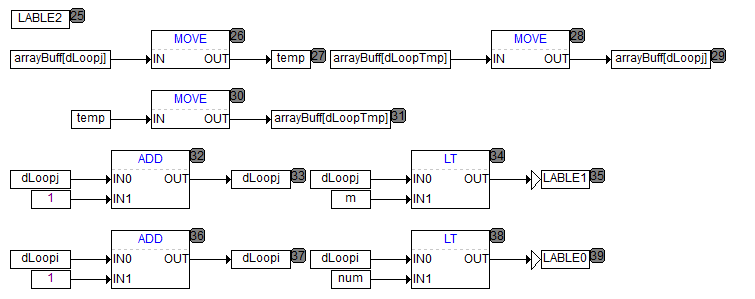 LABLE2 25
MOVE 26 MOVE 28
arrayBuff[dLoopj] IN OUT temp 27 arrayBuff[dLoopTmp] IN OUT arrayBuff[dLoopj] 29
MOVE 30
temp IN OUT arrayBuff[dLoopTmp] 31
ADD 32 LT 34
dLoopj IN0 OUT dLoopj 33 dLoopj IN0 OUT LABLE1 35
1 IN1 m IN1
ADD 36 LT 38
dLoopi IN0 OUT dLoopi 37 dLoopi IN0 OUT LABLE0 39
1 IN1 num IN1